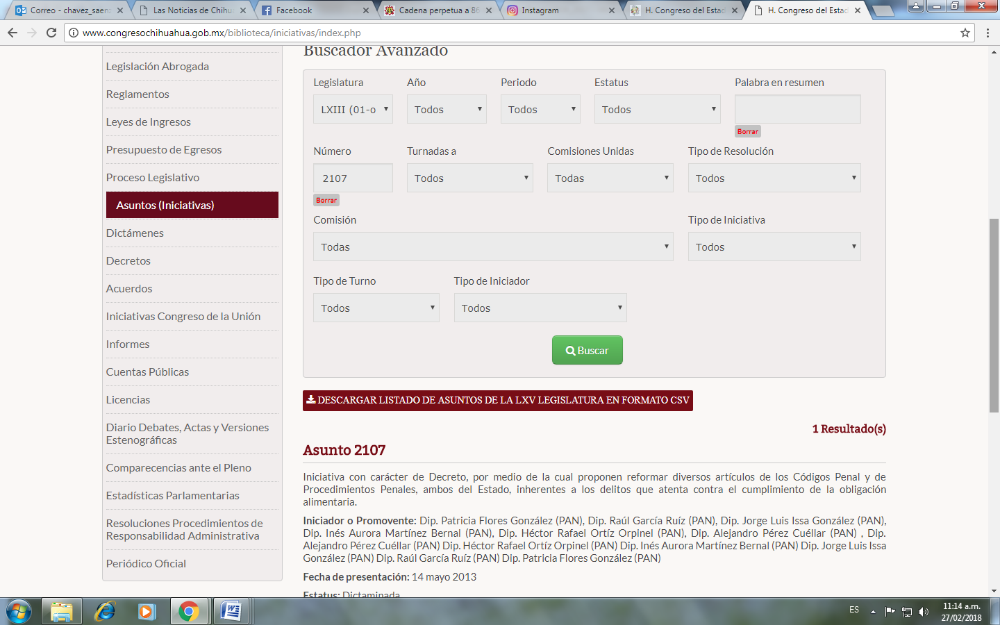 Correo - chavez_saen
Las Noticias de Chihu
Facebook
Cadena perpetua a 86
Instagram
H. Congreso del Estad
H. Congreso del Estad
www.congresochihuahua.gob.mx/biblioteca/iniciativas/index.php
Buscador Avanzado
Legislación Abrogada
Reglamentos
Leyes de Ingresos
Presupuesto de Egresos
Proceso Legislativo
Asuntos (Iniciativas)
Dictámenes
Decretos
Acuerdos
Iniciativas Congreso de la Unión
Informes
Cuentas Públicas
Licencias
Diario Debates, Actas y Versiones
Estenográficas
Comparecencias ante el Pleno
Estadísticas Parlamentarias
Resoluciones Procedimientos de
Responsabilidad Administrativa
Periódico Oficial
Legislatura Año Periodo Estatus Palabra en resumen
LXIII (01-o Todos Todos Todos
Borrar
Número Turnadas a Comisiones Unidas Tipo de Resolución
2107 Todos Todas Todos
Borrar
Comisión Tipo de Iniciativa
Todas Todos
Tipo de Turno Tipo de Iniciador
Todos Todos
Buscar
DESCARGAR LISTADO DE ASUNTOS DE LA LXV LEGISLATURA EN FORMATO CSV
1 Resultado(s)
Asunto 2107
Iniciativa con carácter de Decreto, por medio de la cual proponen reformar diversos artículos de los Códigos Penal y de
Procedimientos Penales, ambos del Estado, inherentes a los delitos que atenta contra el cumplimiento de la obligación
alimentaria.
Iniciador o Promovente: Dip. Patricia Flores González (PAN), Dip. Raúl García Ruíz (PAN), Dip. Jorge Luis Issa González (PAN),
Dip. Inés Aurora Martínez Bernal (PAN), Dip. Héctor Rafael Ortíz Orpinel (PAN), Dip. Alejandro Pérez Cuéllar (PAN) , Dip.
Alejandro Pérez Cuéllar (PAN) Dip. Héctor Rafael Ortíz Orpinel (PAN) Dip. Inés Aurora Martínez Bernal (PAN) Dip. Jorge Luis Issa
González (PAN) Dip. Raúl García Ruíz (PAN) Dip. Patricia Flores González (PAN)
Fecha de presentación: 14 mayo 2013
Estatus: Dictaminada
ES
11:14 a.m.
27/02/2018